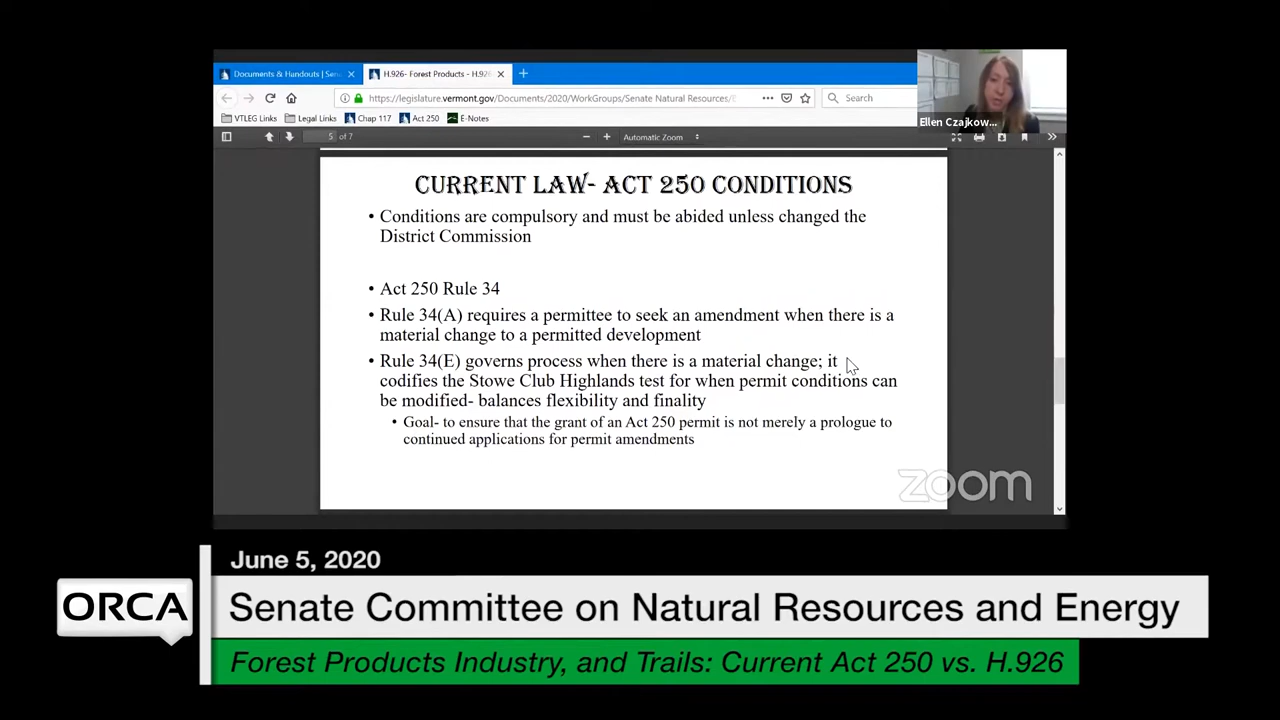 Documents & Handouts | Sen
H.926- Forest Products - H.926
https://legislature.vermont.gov/Documents/2020/WorkGroups/Senate Natural Resources/
Search
VTLEG Links
Legal Links
Chap 117
Act 250
E-Notes
Ellen Czajkow...
5 of 7
Automatic Zoom
CURRENT LAW- ACT 250 CONDITIONS
• Conditions are compulsory and must be abided unless changed the
District Commission
• Act 250 Rule 34
• Rule 34(A) requires a permittee to seek an amendment when there is a
material change to a permitted development
• Rule 34(E) governs process when there is a material change; it
codifies the Stowe Club Highlands test for when permit conditions can
be modified- balances flexibility and finality
• Goal- to ensure that the grant of an Act 250 permit is not merely a prologue to
continued applications for permit amendments
zoom
June 5, 2020
ORCA
Senate Committee on Natural Resources and Energy
Forest Products Industry, and Trails: Current Act 250 vs. H.926